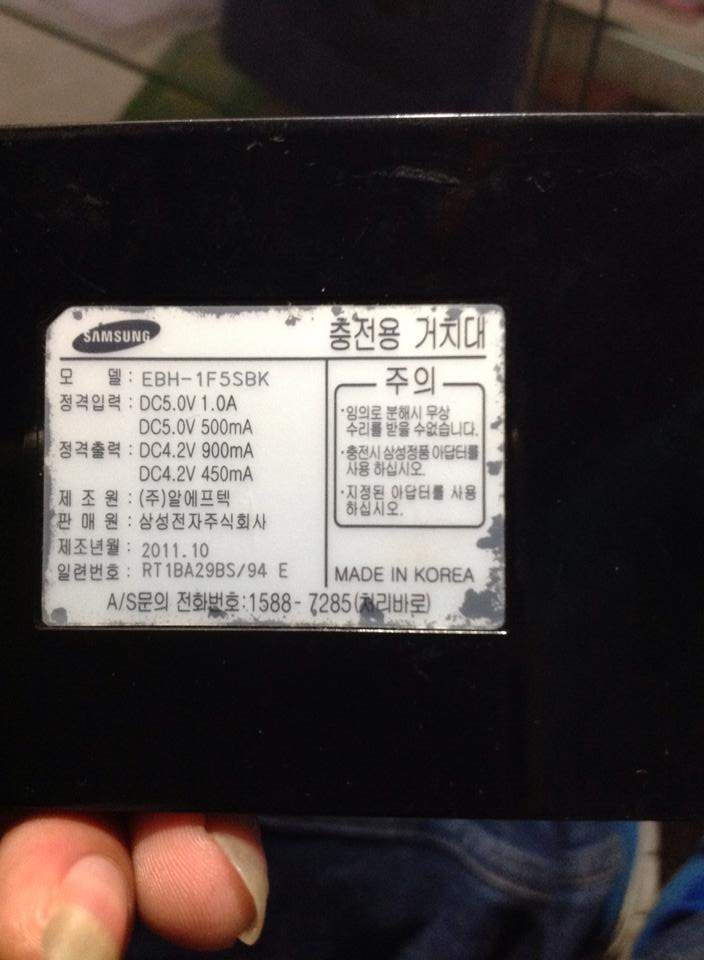 SAMSUNG
충전용 거치대
모 델 : EBH-1F5SBK
정격입력 : DC5.0V 1.0A
DC5.0V 500mA
정격출력 : DC4.2V 900mA
DC4.2V 450mA
제 조 원 : (주)알에프텍
판 매 원 : 삼성전자주식회사
제조년월 : 2011.10
일련번호 : RT1BA29BS/94 E
주의
·임의로 분해시 무상
수리를 받을 수없습니다.
·충전시 삼성정품 아답터를
사용 하십시오.
·지정된 아답터를 사용
하십시오.
MADE IN KOREA
A/S문의 전화번호:1588-7285(처리바로)